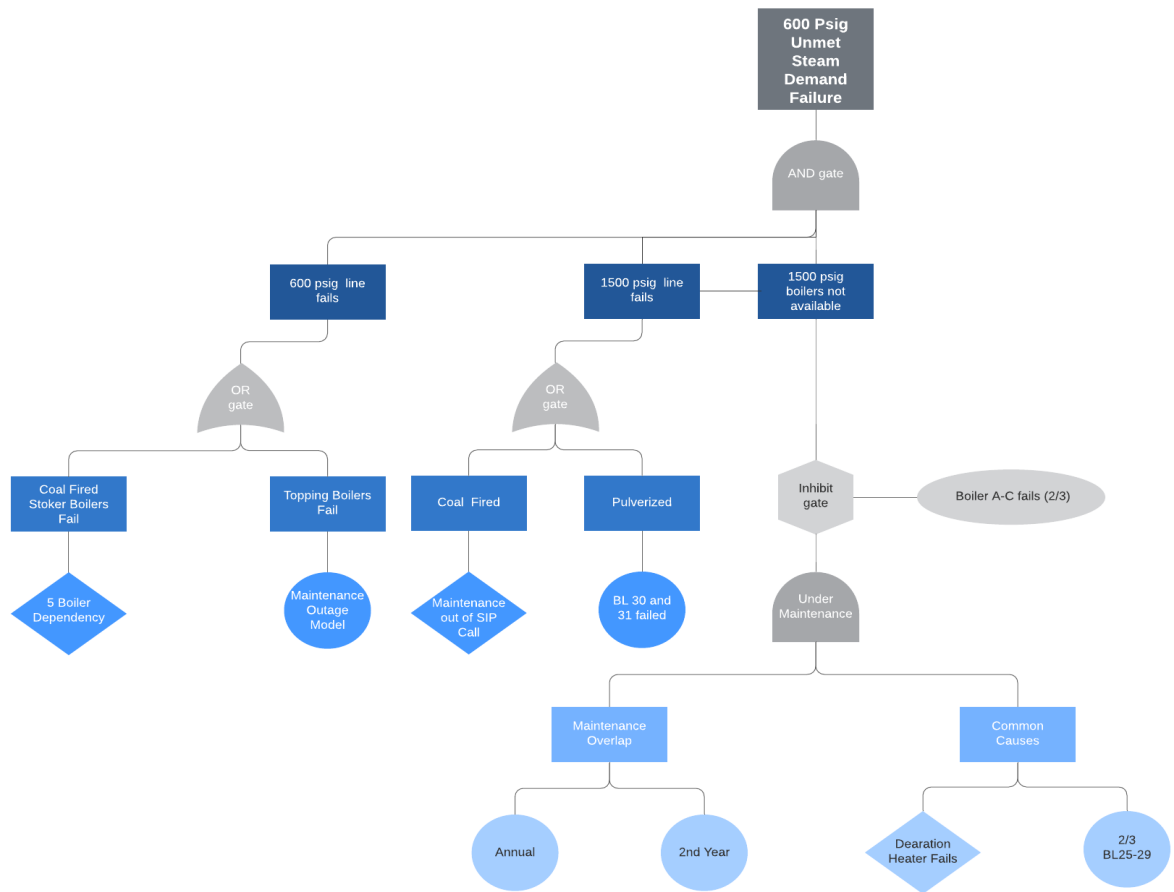 600 Psig
Unmet
Steam
Demand
Failure
AND gate
600 psig line
fails
1500 psig line
fails
1500 psig
boilers not
available
OR
gate
OR
gate
Coal Fired
Stoker Boilers
Fail
Topping Boilers
Fail
Coal Fired
Pulverized
Inhibit
gate
Boiler A-C fails (2/3)
5 Boiler
Dependency
Maintenance
Outage
Model
Maintenance
out of SIP
Call
BL 30 and
31 failed
Under
Maintenance
Maintenance
Overlap
Common
Causes
Annual
2nd Year
Dearation
Heater Fails
2/3
BL25-29